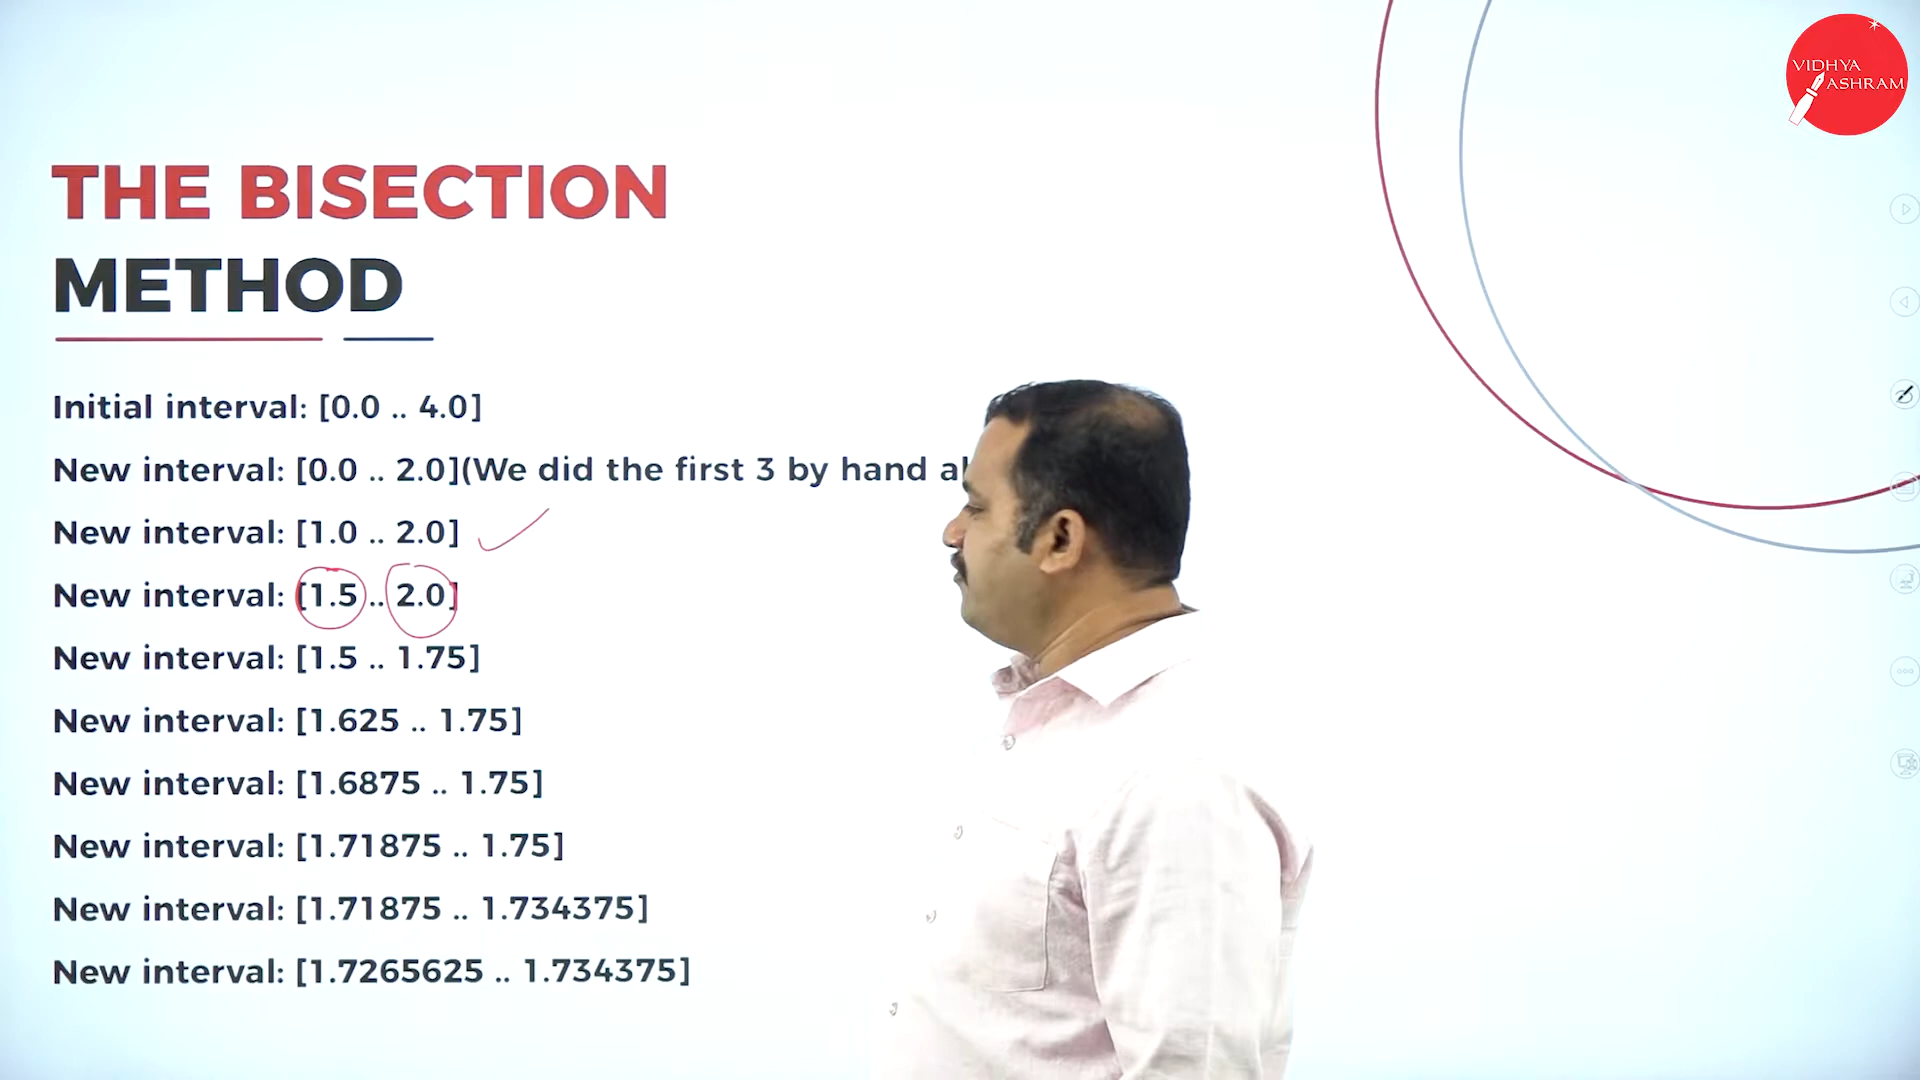 VIDHYA
ASHRAM
THE BISECTION
METHOD
Initial interval: [0.0 .. 4.0]
New interval: [0.0 .. 2.0](We did the first 3 by hand
New interval: [1.0 .. 2.0]
New interval: [1.5 .. 2.0]
New interval: [1.5 .. 1.75]
New interval: [1.625 .. 1.75]
New interval: [1.6875 .. 1.75]
New interval: [1.71875 .. 1.75]
New interval: [1.71875 .. 1.734375]
New interval: [1.7265625 .. 1.734375]